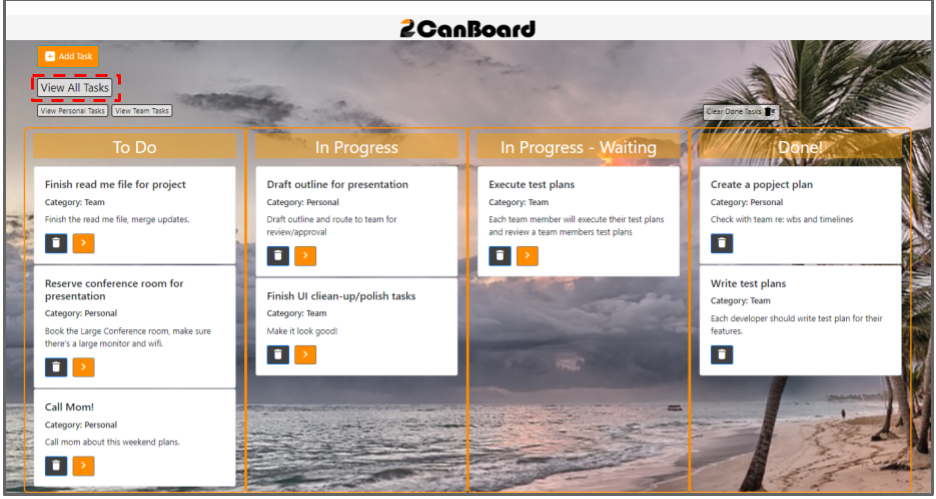 2CanBoard
Add Task
View All Tasks
View Personal Tasks
View Team Tasks
Clear Done Tasks
To Do
Finish read me file for project
Category: Team
Finish the read me file, merge updates.
Reserve conference room for
presentation
Category: Personal
Book the Large Conference room, make sure
there's a large monitor and wifi.
Call Mom!
Category: Personal
Call mom about this weekend plans.
In Progress
Draft outline for presentation
Category: Personal
Draft outline and route to team for
review/approval
Finish UI cliean-up/polish tasks
Category: Team
Make it look good!
In Progress - Waiting
Execute test plans
Category: Team
Each team member will execute their test plans
and review a team members test plans
Done!
Create a popject plan
Category: Personal
Check with team re: wbs and timelines
Write test plans
Category: Team
Each developer should write test plan for their
features.